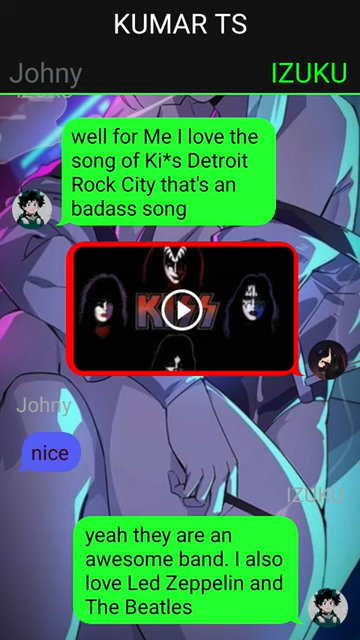 KUMAR TS
Johny
IZUKU
IZUKU
well for Me I love the
song of Ki*s Detroit
Rock City that's an
badass song
KISS
Johny
nice
IZUKU
yeah they are an
awesome band. I also
love Led Zeppelin and
The Beatles